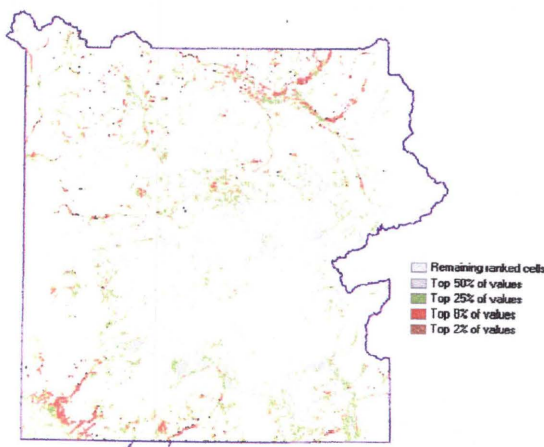 Remaining ranked cells
Top 50% of values
Top 25% of values
Top 8% of values
Top 2% of values